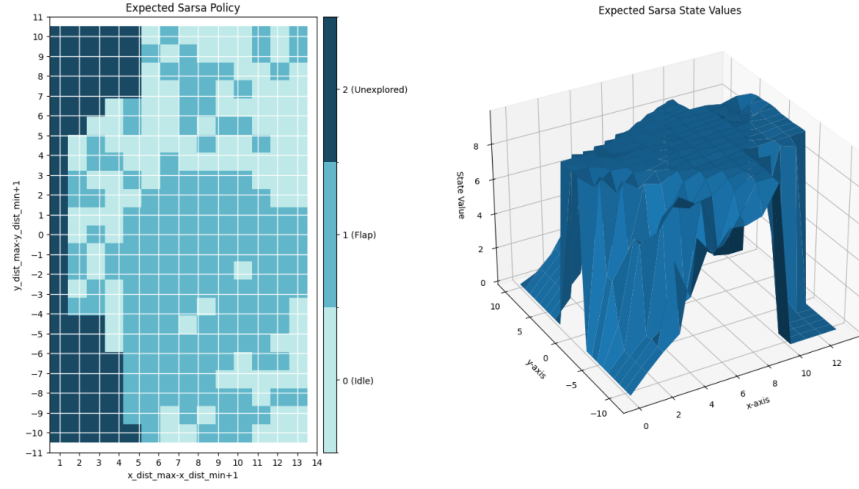 Expected Sarsa Policy
11
10
9
8
7
6
5
4
3
2
1
0
−1
−2
−3
−4
−5
−6
−7
−8
−9
−10
−11
y_dist_max-y_dist_min+1
1 2 3 4 5 6 7 8 9 10 11 12 13 14
x_dist_max-x_dist_min+1
2 (Unexplored)
1 (Flap)
0 (Idle)
Expected Sarsa State Values
8
6
4
2
0
State Value
10
5
0
−5
−10
y-axis
0 2 4 6 8 10 12
x-axis